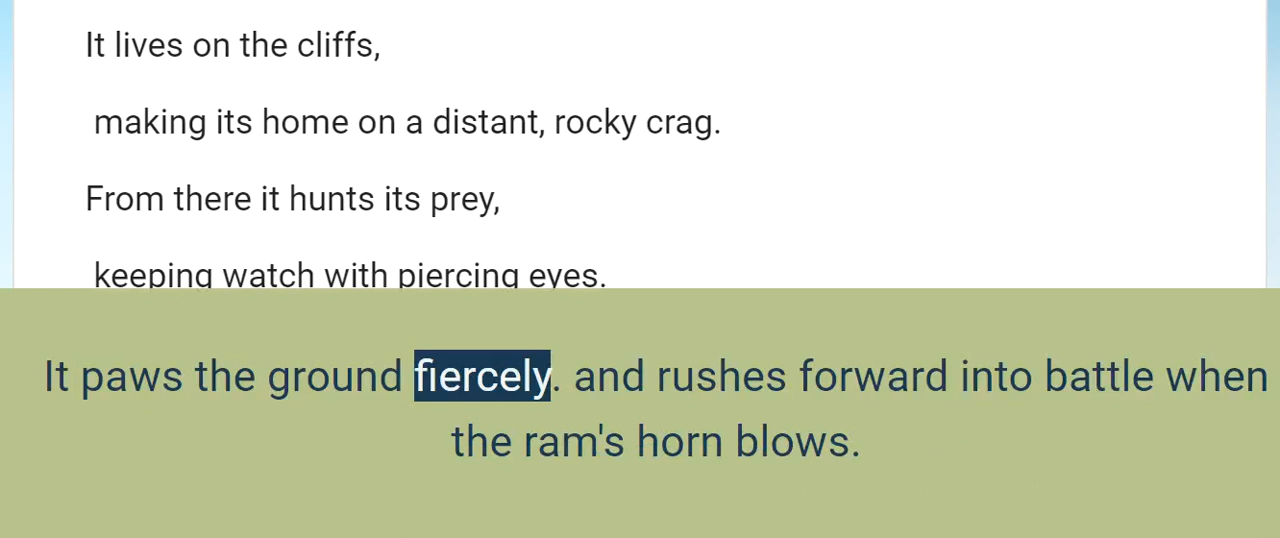 It lives on the cliffs,
making its home on a distant, rocky crag.
From there it hunts its prey,
keeping watch with piercing eyes.
It paws the ground fiercely. and rushes forward into battle when
the ram's horn blows.